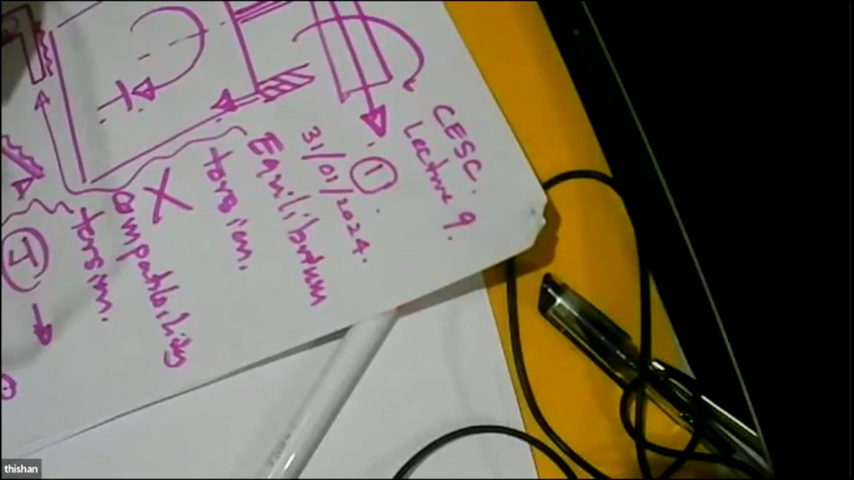 CESC.
Lecture 9.
1
31/01/2024.
Equilibrium
torsion.
X
compatibility
torsion.
I
T
thishan